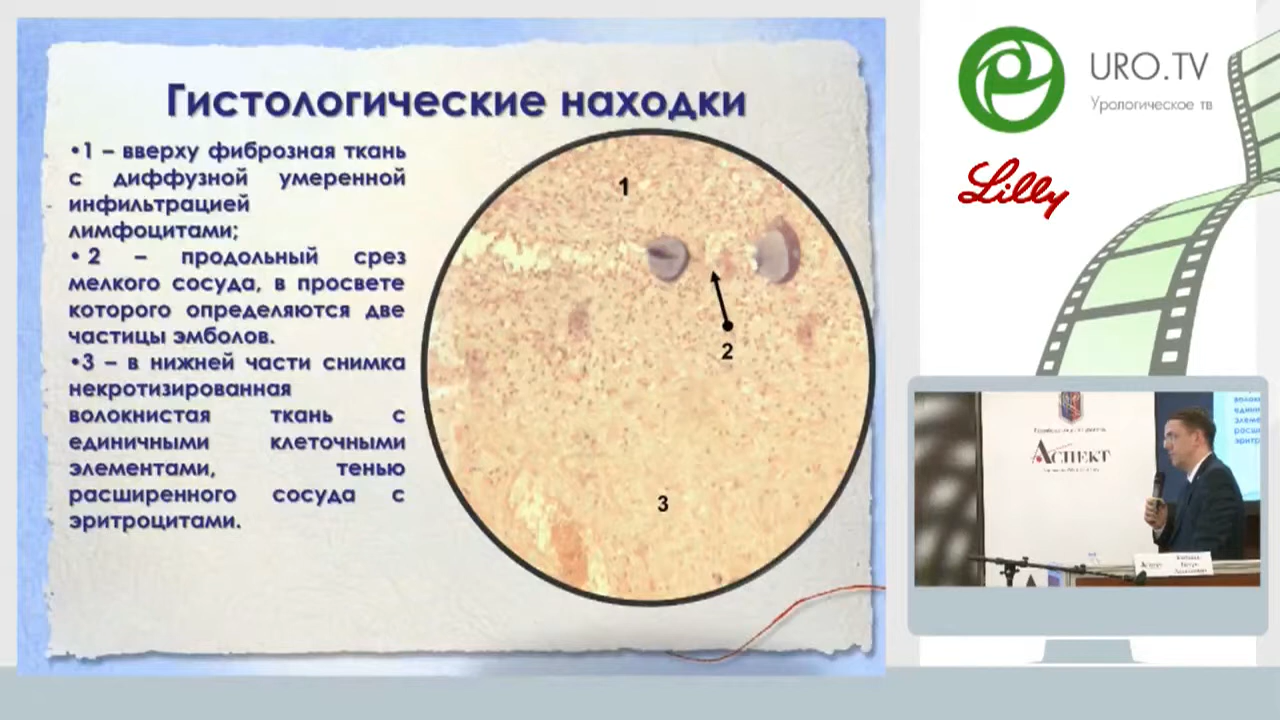 Гистологические находки
•1 – вверху фиброзная ткань
с диффузной умеренной
инфильтрацией
лимфоцитами;
• 2 – продольный срез
мелкого сосуда, в просвете
которого определяются две
частицы эмболов.
•3 – в нижней части снимка
некротизированная
волокнистая ткань с
единичными клеточными
элементами, тенью
расширенного сосуда с
эритроцитами.
1
2
3
URO.TV
Урологическое тв
Lilly
АСПЕКТ